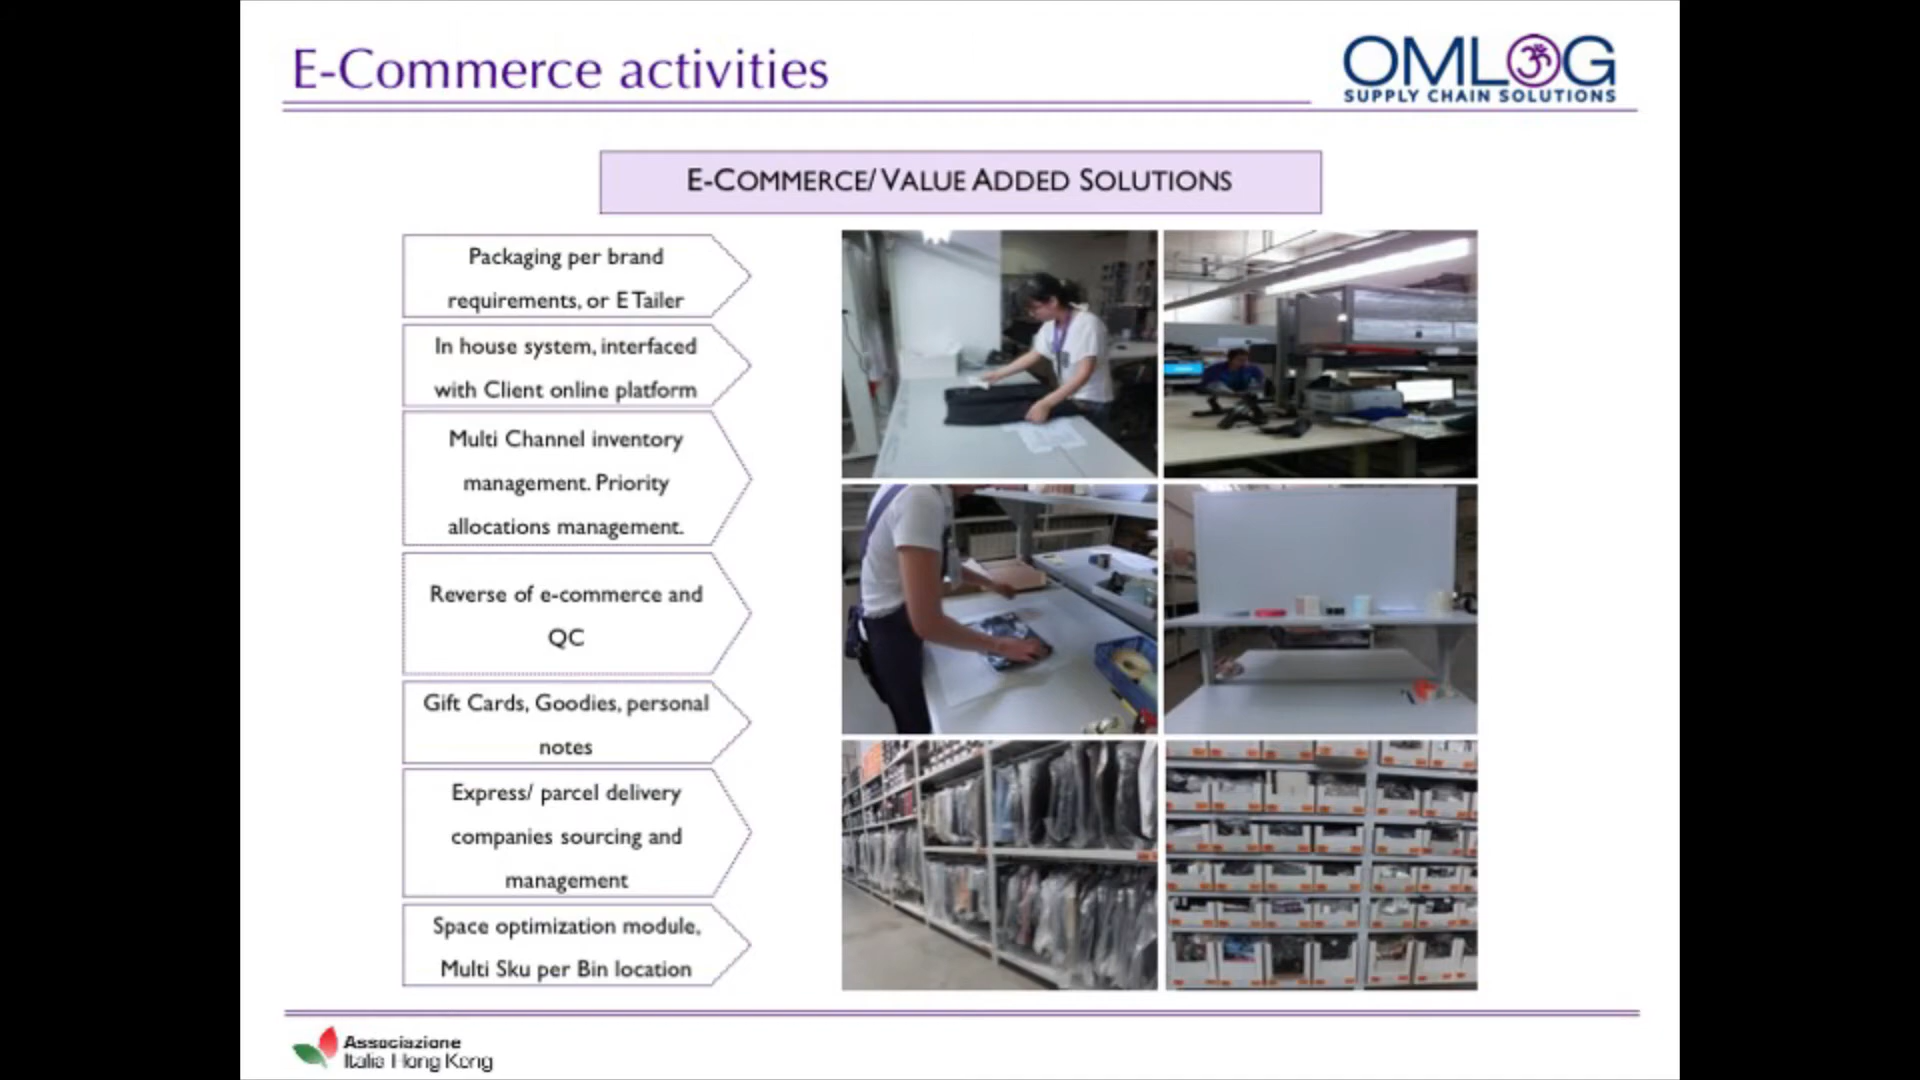 E-Commerce activities
OMLOG
SUPPLY CHAIN SOLUTIONS
E-COMMERCE/ VALUE ADDED SOLUTIONS
Packaging per brand
requirements, or E Tailer
In house system, interfaced
with Client online platform
Multi Channel inventory
management. Priority
allocations management.
Reverse of e-commerce and
QC
Gift Cards, Goodies, personal
notes
Express/ parcel delivery
companies sourcing and
management
Space optimization module,
Multi Sku per Bin location
Associazione
Italia Hong Kong